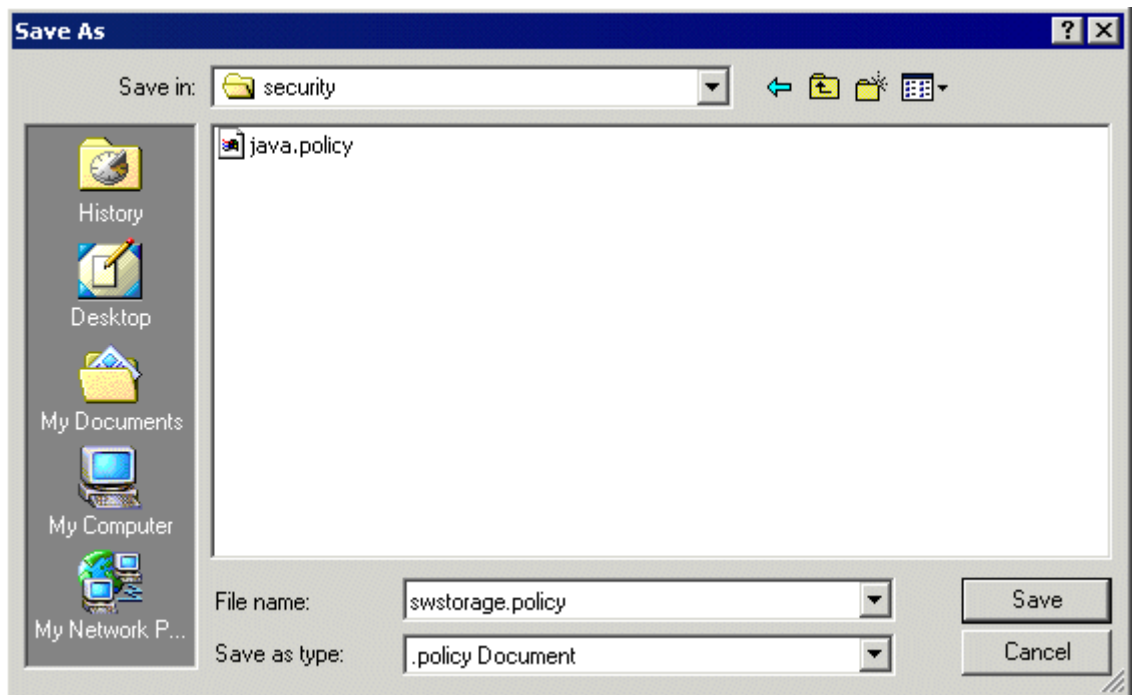 Save As
Save in: security
java.policy
History
Desktop
My Documents
My Computer
My Network P...
File name: swstorage.policy Save
Save as type: .policy Document Cancel